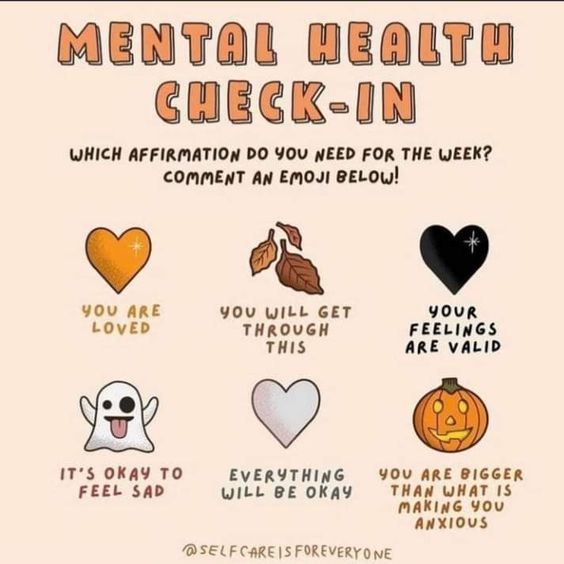 MENTAL HEALTH
CHECK-IN
WHICH AFFIRMATION DO YOU NEED FOR THE WEEK?
COMMENT AN EMOJI BELOW!
YOU ARE
LOVED
YOU WILL GET
THROUGH
THIS
YOUR
FEELINGS
ARE VALID
IT'S OKAY TO
FEEL SAD
EVERYTHING
WILL BE OKAY
YOU ARE BIGGER
THAN WHAT IS
MAKING YOU
ANXIOUS
@SELFCAREISFOREVERYONE